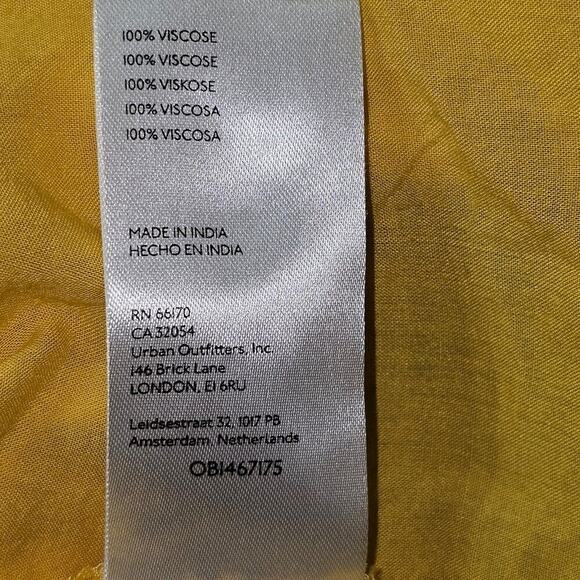 100% VISCOSE
100% VISCOSE
100% VISKOSE
100% VISCOSA
100% VISCOSA
MADE IN INDIA
HECHO EN INDIA
RN 66170
CA 32054
Urban Outfitters, Inc.
146 Brick Lane
LONDON, E1 6RU
Leidsestraat 32, 1017 PB
Amsterdam, Netherlands
OB1467175